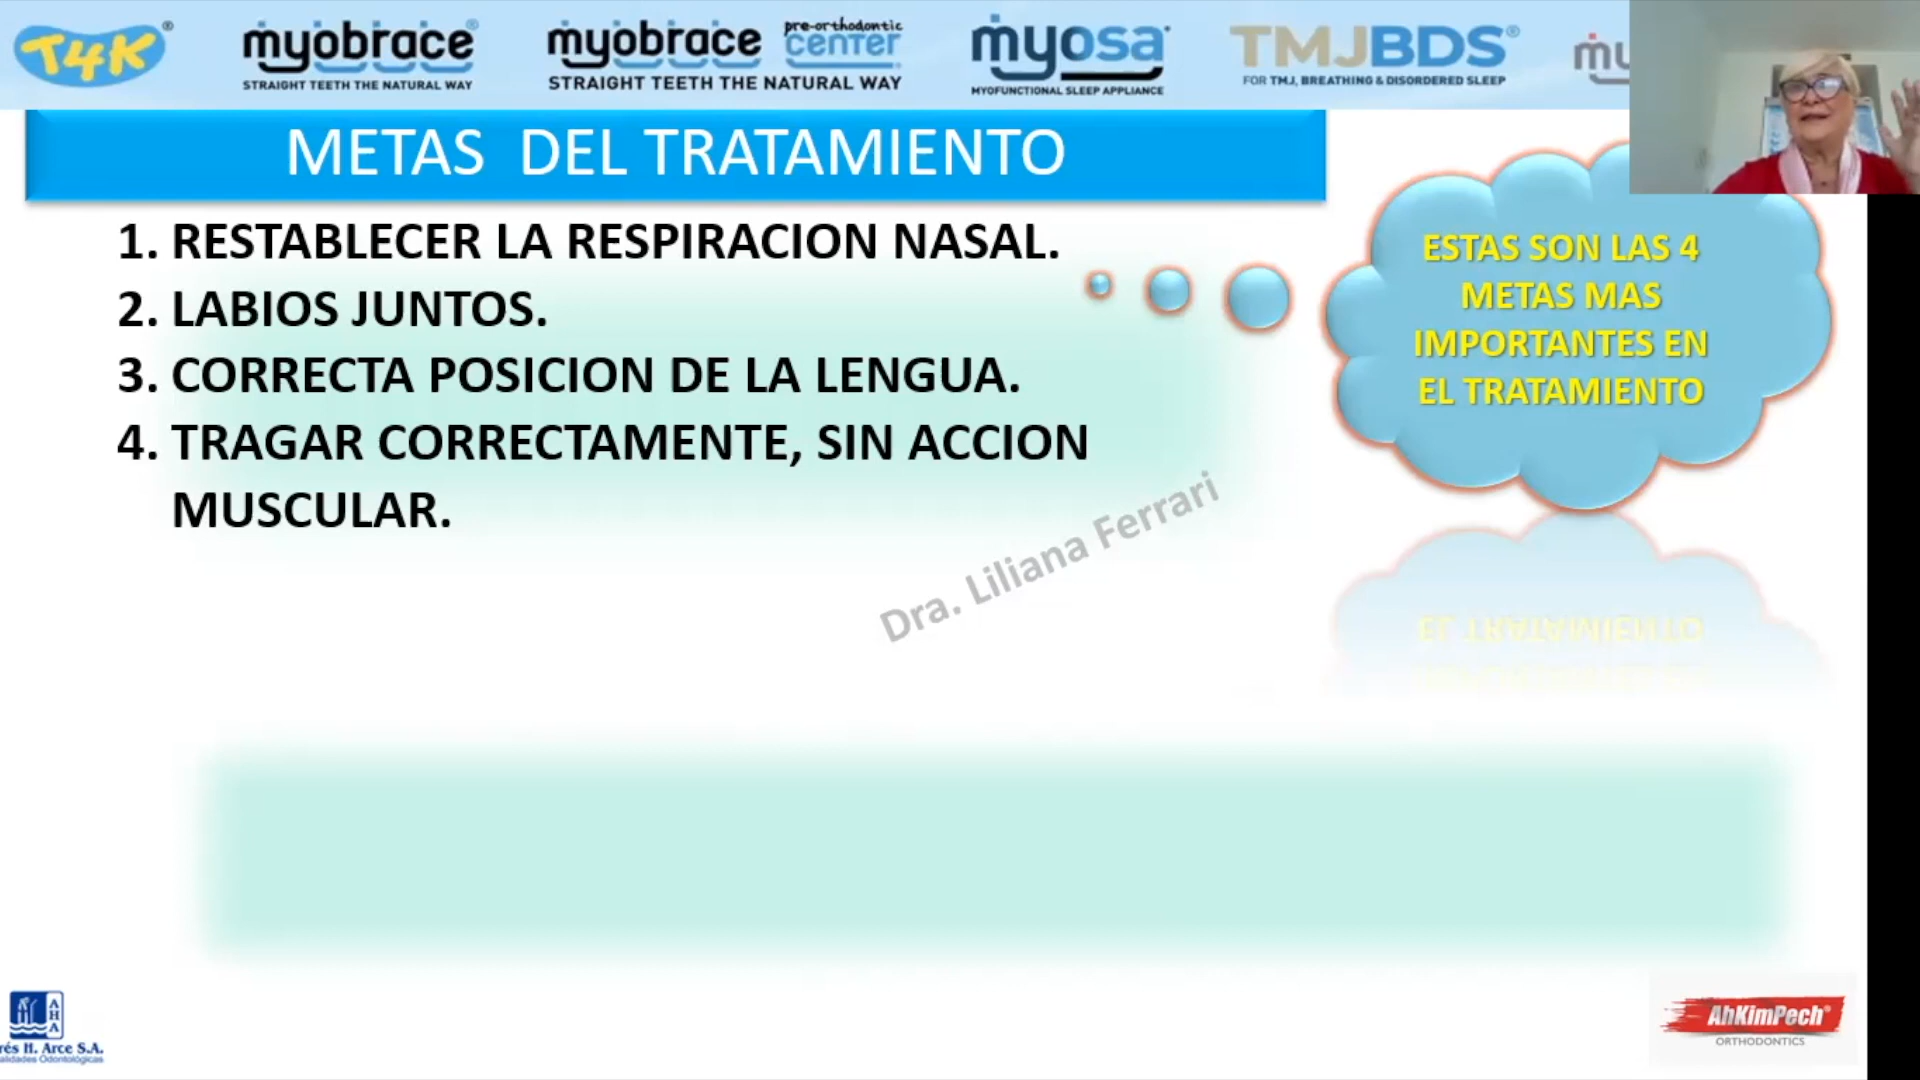 T4K®
myobrace®
STRAIGHT TEETH THE NATURAL WAY
myobrace pre-orthodontic center®
STRAIGHT TEETH THE NATURAL WAY
myosa®
MYOFUNCTIONAL SLEEP APPLIANCE
TMJBDS®
FOR TMJ, BREATHING & DISORDERED SLEEP
METAS DEL TRATAMIENTO
1. RESTABLECER LA RESPIRACION NASAL.
2. LABIOS JUNTOS.
3. CORRECTA POSICION DE LA LENGUA.
4. TRAGAR CORRECTAMENTE, SIN ACCION
MUSCULAR.
ESTAS SON LAS 4
METAS MAS
IMPORTANTES EN
EL TRATAMIENTO
Dra. Liliana Ferrari
AHA
rés H. Arce S.A.
alidades Odontológicas
AhKimPech®
ORTHODONTICS